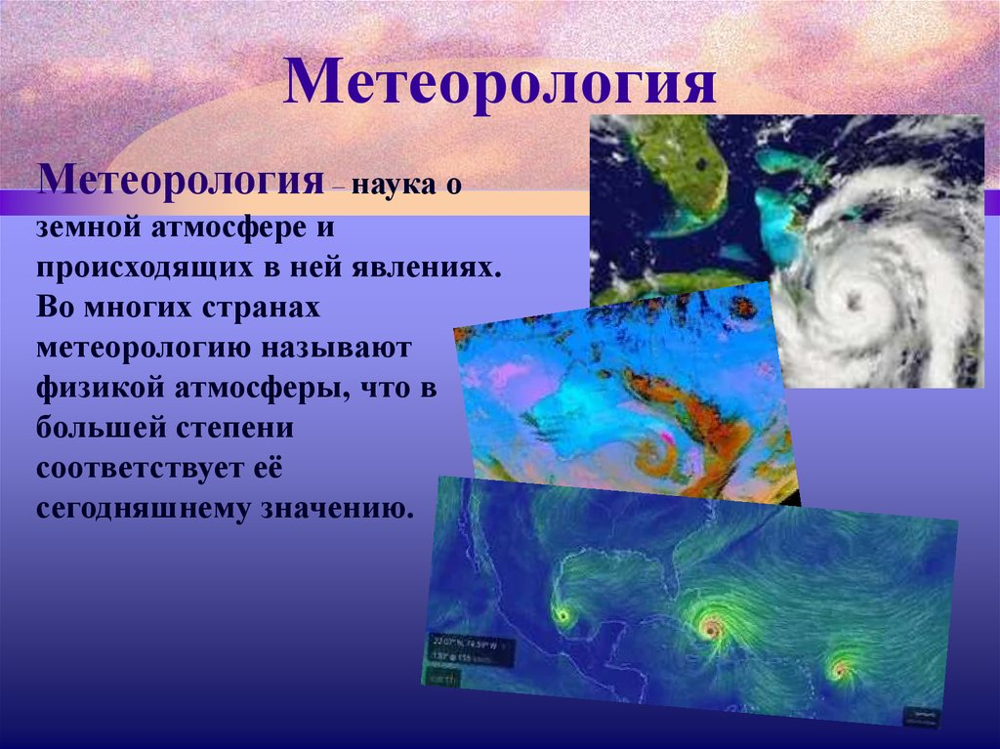 Метеорология
Метеорология – наука о
земной атмосфере и
происходящих в ней явлениях.
Во многих странах
метеорологию называют
физикой атмосферы, что в
большей степени
соответствует её
сегодняшнему значению.
earth